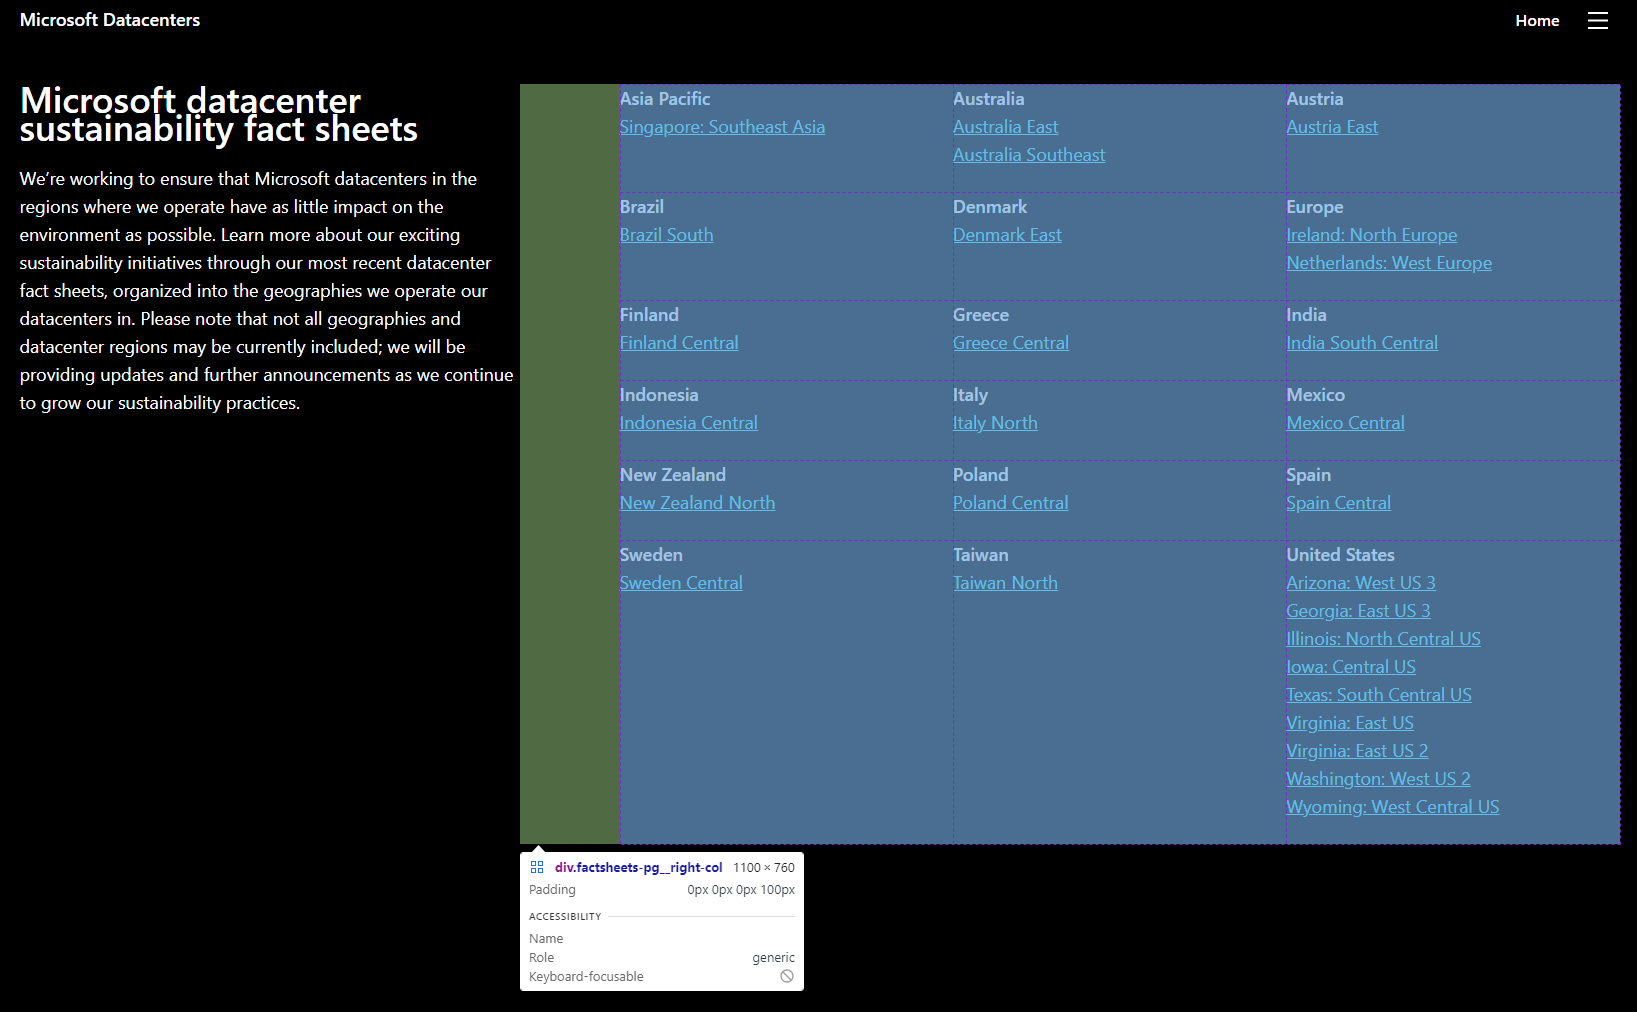 Microsoft Datacenters
Home
Microsoft datacenter
sustainability fact sheets
We’re working to ensure that Microsoft datacenters in the
regions where we operate have as little impact on the
environment as possible. Learn more about our exciting
sustainability initiatives through our most recent datacenter
fact sheets, organized into the geographies we operate our
datacenters in. Please note that not all geographies and
datacenter regions may be currently included; we will be
providing updates and further announcements as we continue
to grow our sustainability practices.
Asia Pacific
Singapore: Southeast Asia
Australia
Australia East
Australia Southeast
Austria
Austria East
Brazil
Brazil South
Denmark
Denmark East
Europe
Ireland: North Europe
Netherlands: West Europe
Finland
Finland Central
Greece
Greece Central
India
India South Central
Indonesia
Indonesia Central
Italy
Italy North
Mexico
Mexico Central
New Zealand
New Zealand North
Poland
Poland Central
Spain
Spain Central
Sweden
Sweden Central
Taiwan
Taiwan North
United States
Arizona: West US 3
Georgia: East US 3
Illinois: North Central US
Iowa: Central US
Texas: South Central US
Virginia: East US
Virginia: East US 2
Washington: West US 2
Wyoming: West Central US
div.factsheets-pg__right-col 1100 × 760
Padding 0px 0px 0px 100px
ACCESSIBILITY
Name
Role generic
Keyboard-focusable